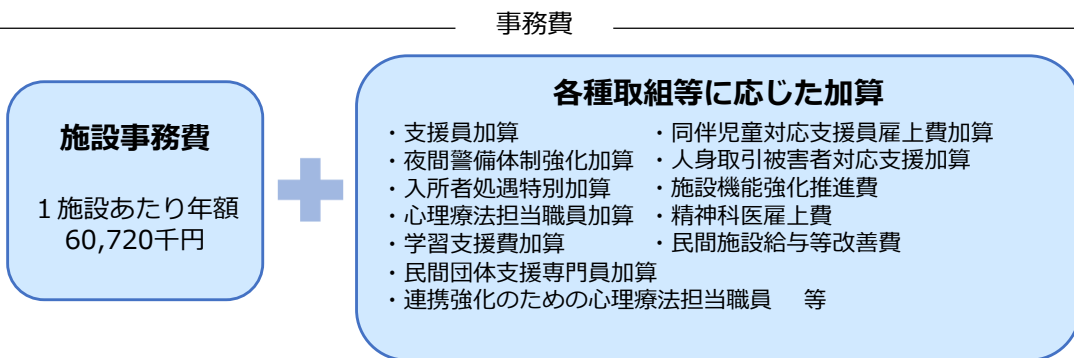 事務費
施設事務費
１施設あたり年額
60,720千円
各種取組等に応じた加算
・支援員加算
・夜間警備体制強化加算
・入所者処遇特別加算
・心理療法担当職員加算
・学習支援費加算
・民間団体支援専門員加算
・連携強化のための心理療法担当職員　等
・同伴児童対応支援員雇上費加算
・人身取引被害者対応支援加算
・施設機能強化推進費
・精神科医雇上費
・民間施設給与等改善費